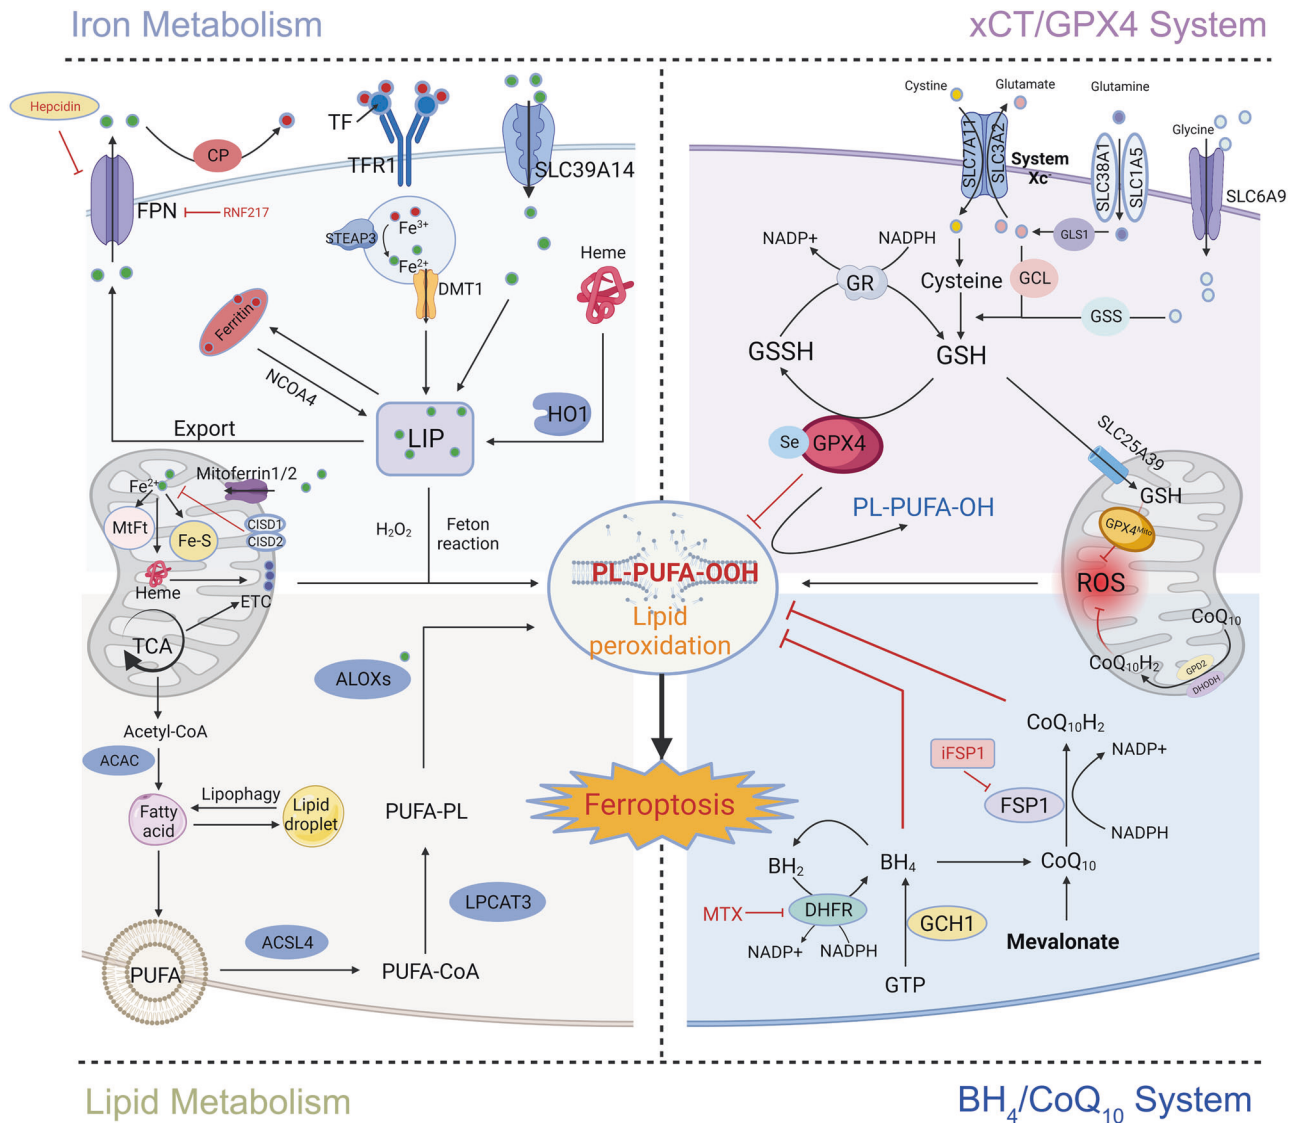 Iron Metabolism
xCT/GPX4 System
Hepcidin
CP
FPN
RNF217
TF
TFR1
SLC39A14
STEAP3
Fe³⁺
Fe²⁺
DMT1
Heme
Ferritin
NCOA4
LIP
HO1
Export
Cystine
Glutamate
Glutamine
Glycine
SLC7A11
SLC3A2
System
Xc⁻
SLC38A1
SLC1A5
SLC6A9
GLS1
NADP+
NADPH
GR
Cysteine
GCL
GSS
GSSH
GSH
Se
GPX4
SLC25A39
GSH
GPX4ᴹⁱᵗᵒ
PL-PUFA-OH
ROS
CoQ₁₀
CoQ₁₀H₂
GPD2
DHODH
Mitoferrin1/2
Fe²⁺
MtFt
Fe-S
CISD1
CISD2
Heme
ETC
TCA
H₂O₂
Feton
reaction
PL-PUFA-OOH
Lipid
peroxidation
Ferroptosis
Acetyl-CoA
ACAC
Fatty
acid
Lipophagy
Lipid
droplet
PUFA
ACSL4
PUFA-CoA
LPCAT3
PUFA-PL
ALOXs
CoQ₁₀H₂
iFSP1
FSP1
NADP+
NADPH
CoQ₁₀
Mevalonate
BH₂
BH₄
MTX
DHFR
NADP+
NADPH
GCH1
GTP
Lipid Metabolism
BH₄/CoQ₁₀ System